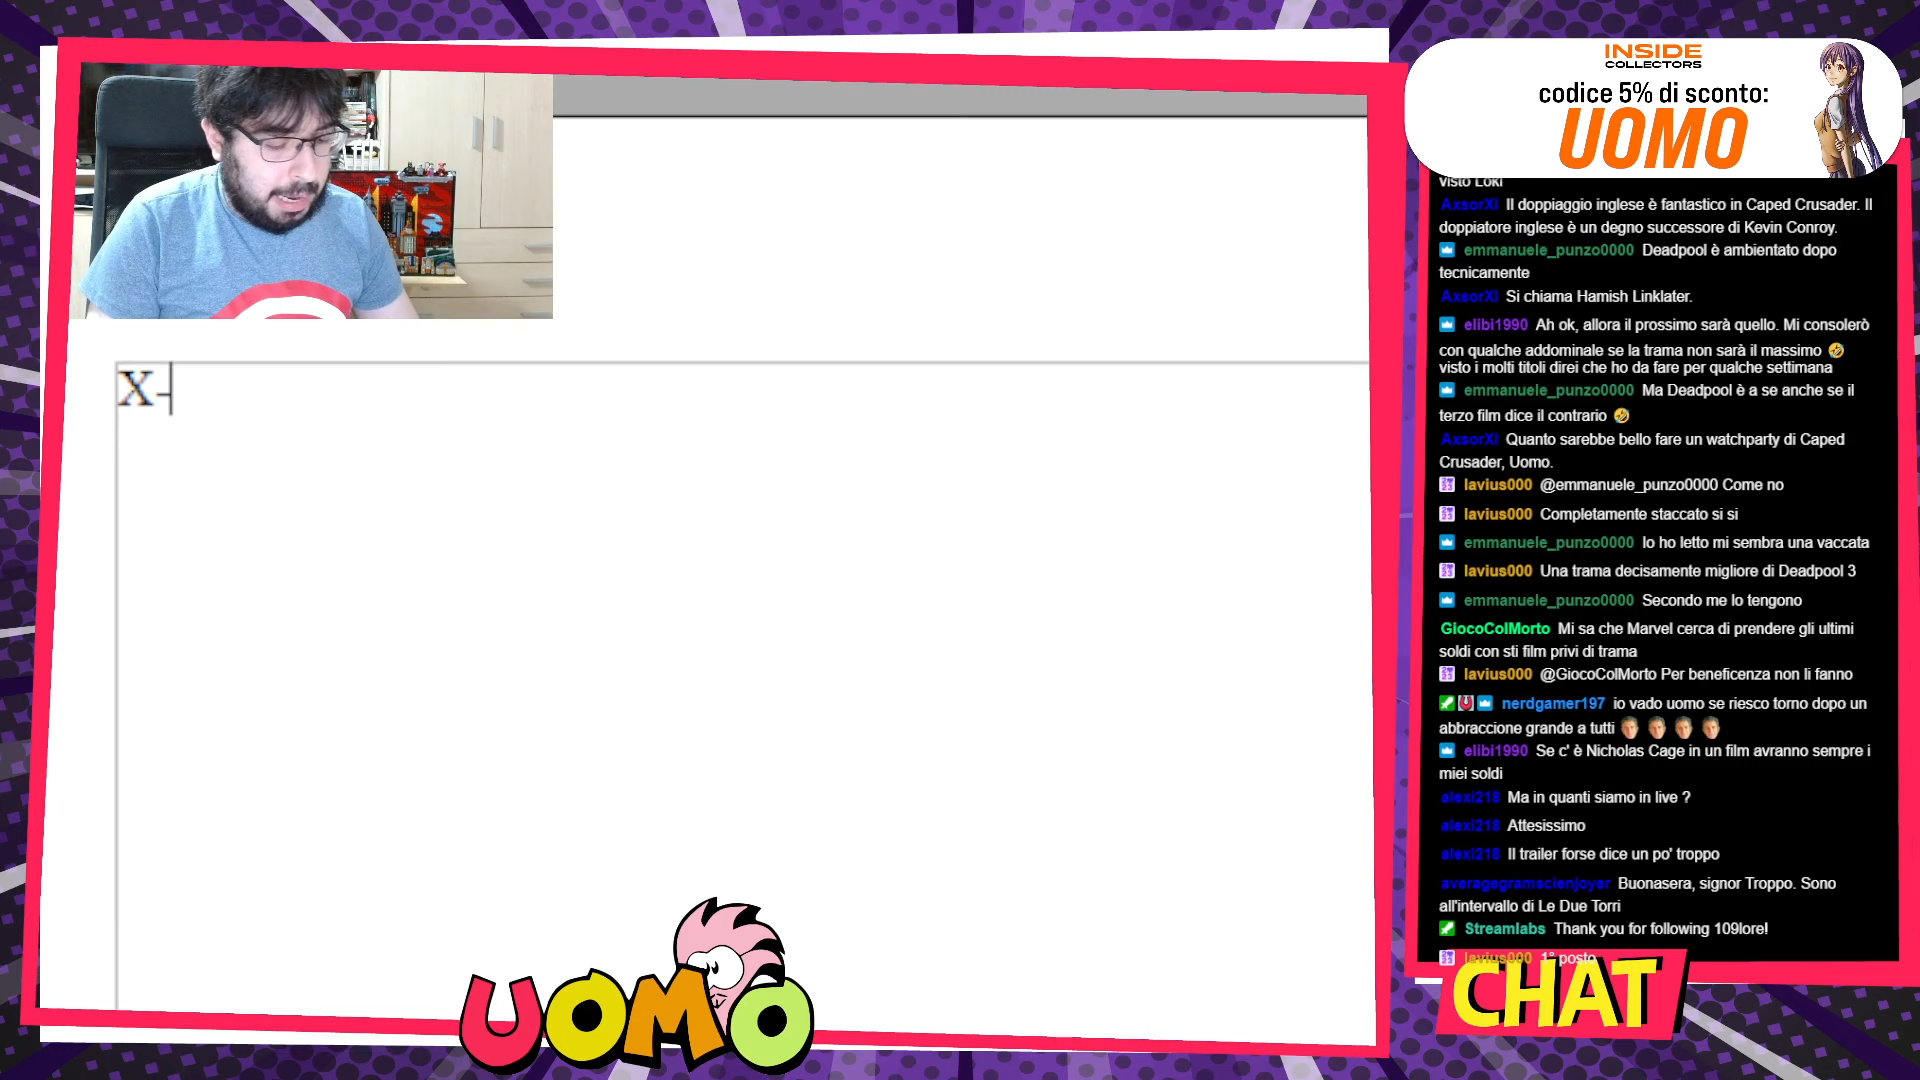 X-
INSIDE
COLLECTORS
codice 5% di sconto:
UOMO
visto Loki
AxsorXI Il doppiaggio inglese è fantastico in Caped Crusader. Il
doppiatore inglese è un degno successore di Kevin Conroy.
emmanuele_punzo0000 Deadpool è ambientato dopo
tecnicamente
AxsorXI Si chiama Hamish Linklater.
elibi1990 Ah ok, allora il prossimo sarà quello. Mi consolerò
con qualche addominale se la trama non sarà il massimo 🤣
visto i molti titoli direi che ho da fare per qualche settimana
emmanuele_punzo0000 Ma Deadpool è a se anche se il
terzo film dice il contrario 🤣
AxsorXI Quanto sarebbe bello fare un watchparty di Caped
Crusader, Uomo.
lavius000 @emmanuele_punzo0000 Come no
lavius000 Completamente staccato si si
emmanuele_punzo0000 Io ho letto mi sembra una vaccata
lavius000 Una trama decisamente migliore di Deadpool 3
emmanuele_punzo0000 Secondo me lo tengono
GiocoColMorto Mi sa che Marvel cerca di prendere gli ultimi
soldi con sti film privi di trama
lavius000 @GiocoColMorto Per beneficenza non li fanno
nerdgamer197 io vado uomo se riesco torno dopo un
abbraccione grande a tutti
elibi1990 Se c' è Nicholas Cage in un film avranno sempre i
miei soldi
alexi218 Ma in quanti siamo in live ?
alexi218 Attesissimo
alexi218 Il trailer forse dice un po' troppo
averagegramscienjoyer Buonasera, signor Troppo. Sono
all'intervallo di Le Due Torri
Streamlabs Thank you for following 109lore!
lavius000 1° posto
CHAT
UOMO